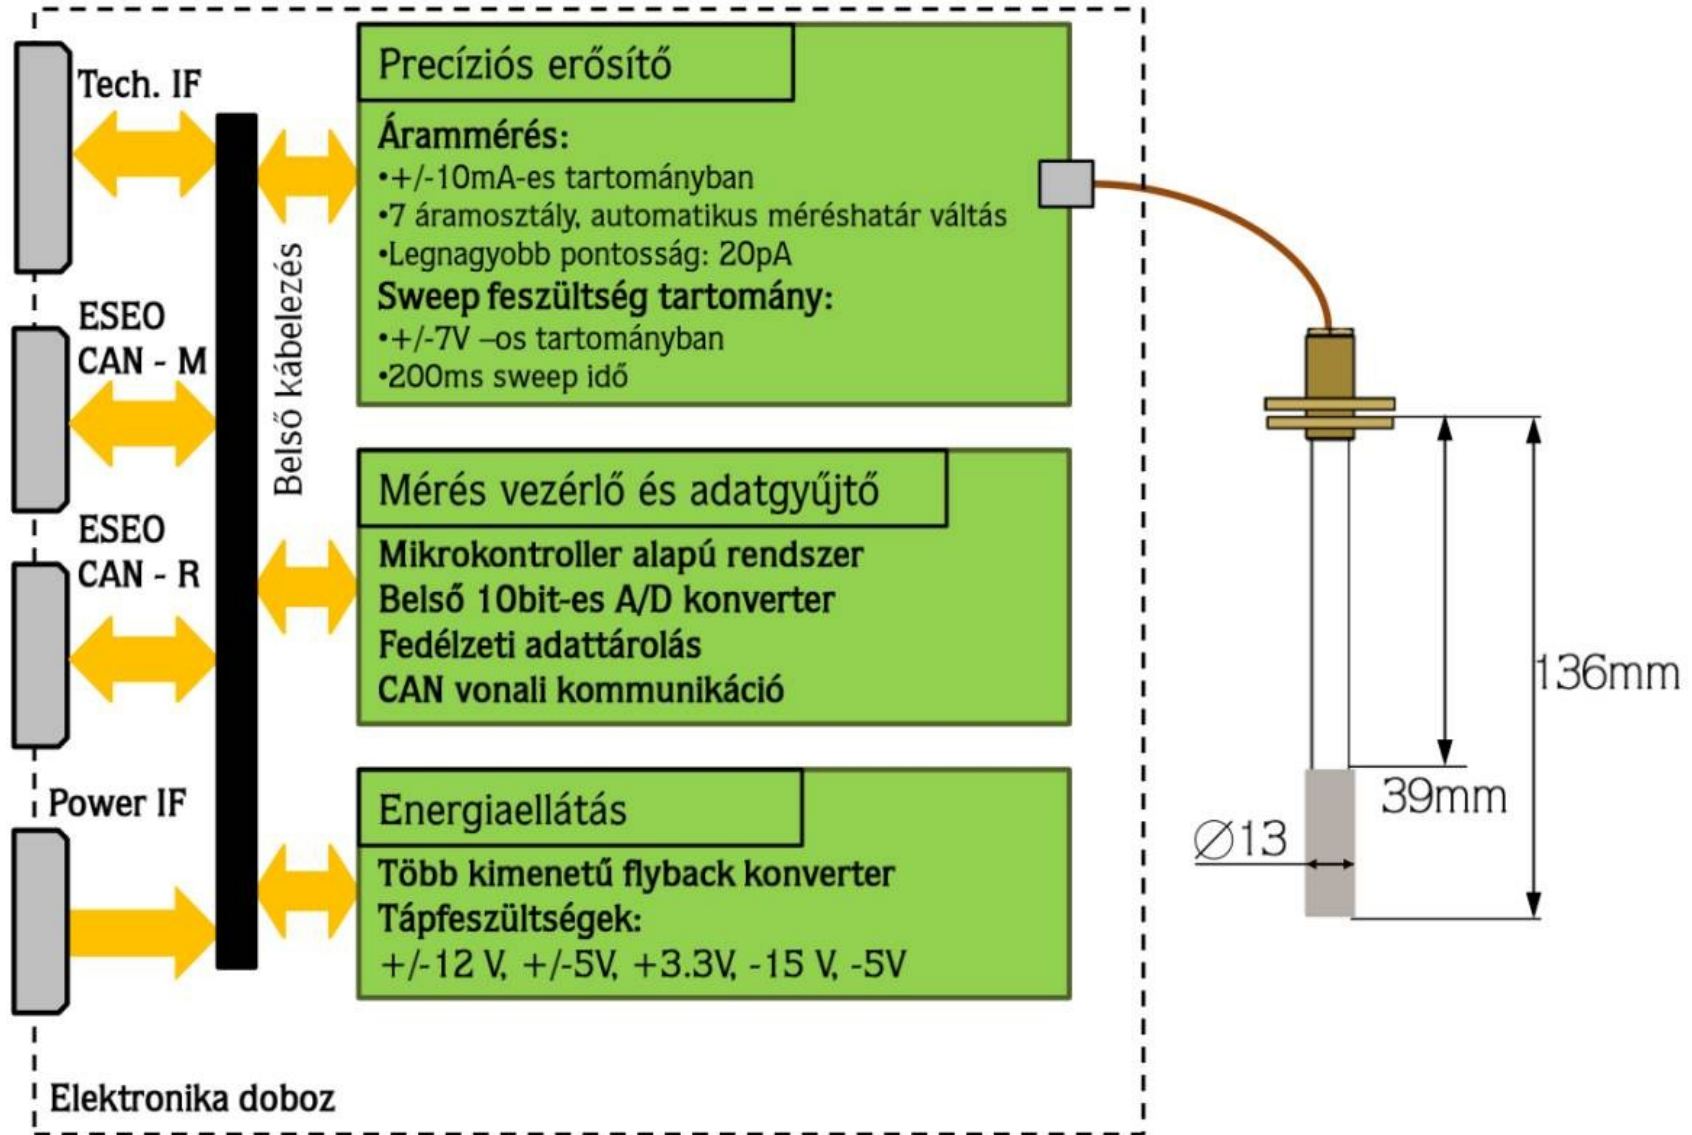 Tech. IF
ESEO
CAN - M
ESEO
CAN - R
Power IF
Belső kábelezés
Precíziós erősítő
Árammérés:
•+/-10mA-es tartományban
•7 áramosztály, automatikus méréshatár váltás
•Legnagyobb pontosság: 20pA
Sweep feszültség tartomány:
•+/-7V –os tartományban
•200ms sweep idő
Mérés vezérlő és adatgyűjtő
Mikrokontroller alapú rendszer
Belső 10bit-es A/D konverter
Fedélzeti adattárolás
CAN vonali kommunikáció
Energiaellátás
Több kimenetű flyback konverter
Tápfeszültségek:
+/-12 V, +/-5V, +3.3V, -15 V, -5V
Elektronika doboz
136mm
39mm
∅13